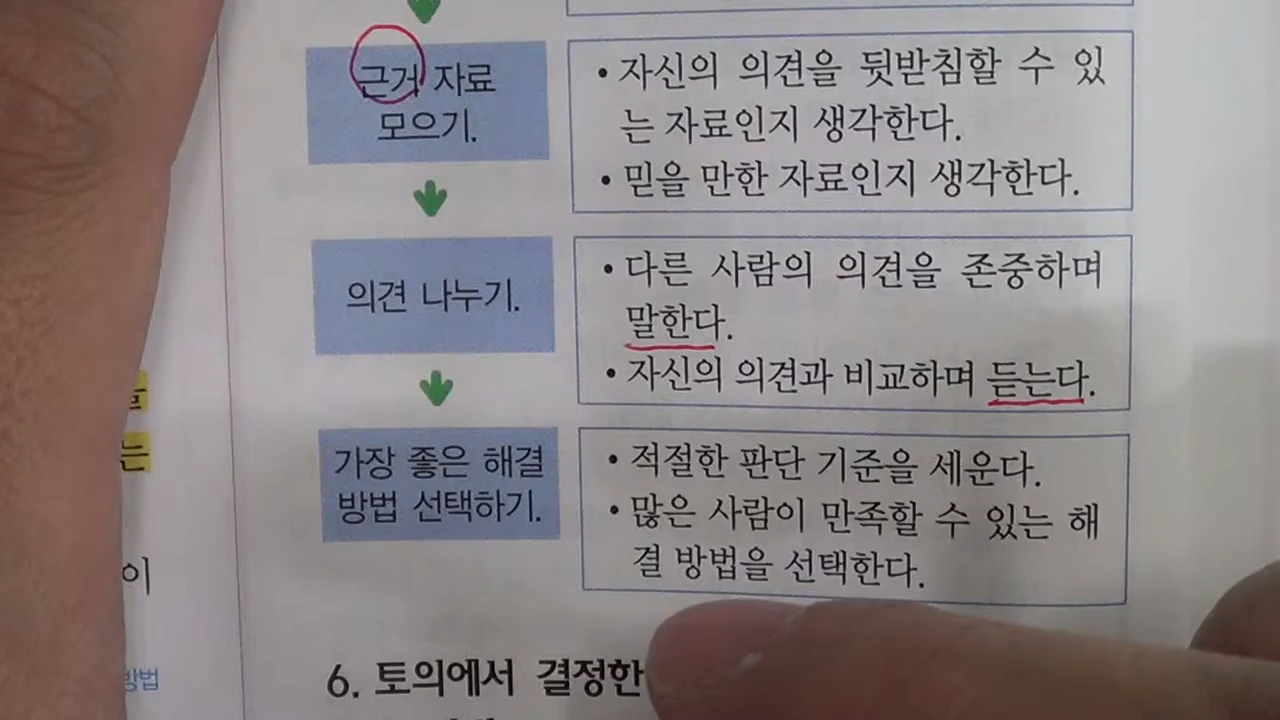 근거 자료
모으기.
• 자신의 의견을 뒷받침할 수 있
는 자료인지 생각한다.
• 믿을 만한 자료인지 생각한다.
의견 나누기.
• 다른 사람의 의견을 존중하며
말한다.
• 자신의 의견과 비교하며 듣는다.
가장 좋은 해결
방법 선택하기.
• 적절한 판단 기준을 세운다.
• 많은 사람이 만족할 수 있는 해
결 방법을 선택한다.
는
이
방법
6. 토의에서 결정한